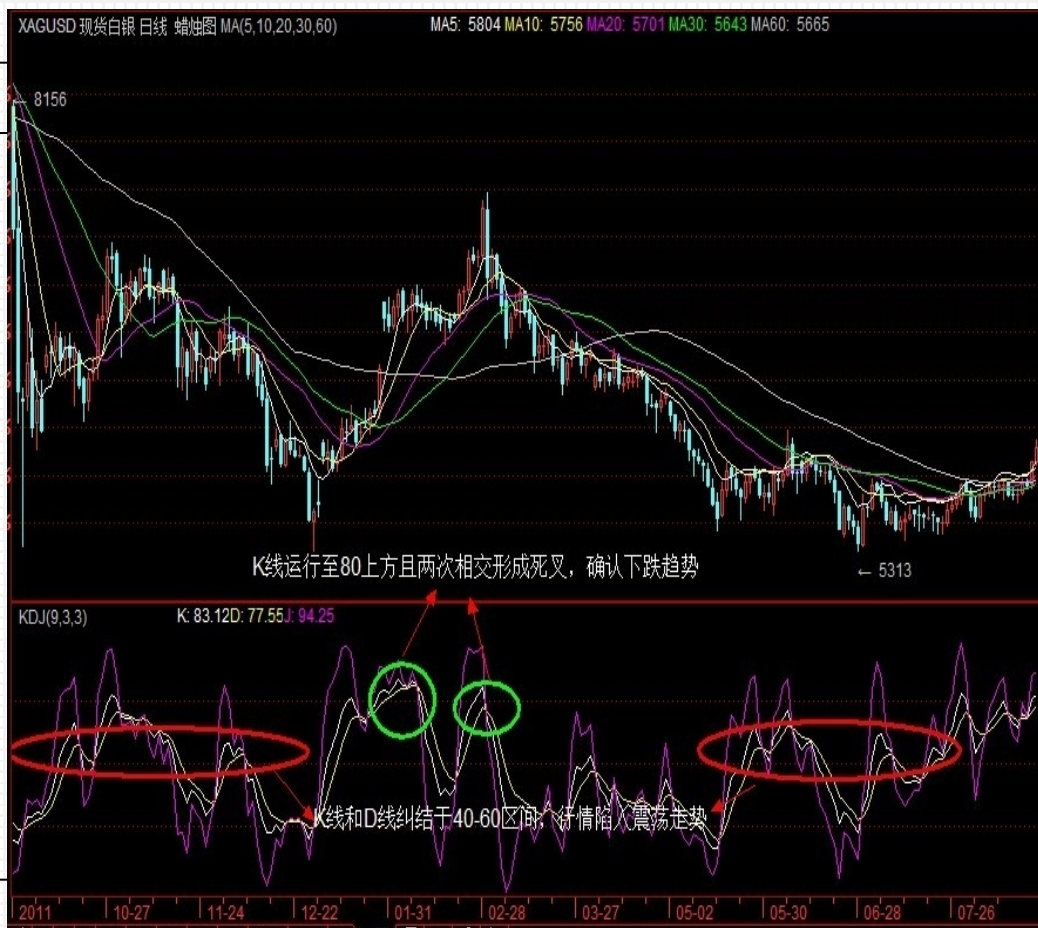 XAGUSD 现货白银 日线 蜡烛图 MA(5,10,20,30,60) MA5: 5804 MA10: 5756 MA20: 5701 MA30: 5643 MA60: 5665
← 8156
K线运行至80上方且两次相交形成死叉，确认下跌趋势
← 5313
KDJ(9,3,3) K: 83.12 D: 77.55 J: 94.25
K线和D线纠结于40-60区间，行情陷入震荡走势
2011 10-27 11-24 12-22 01-31 02-28 03-27 05-02 05-30 06-28 07-26